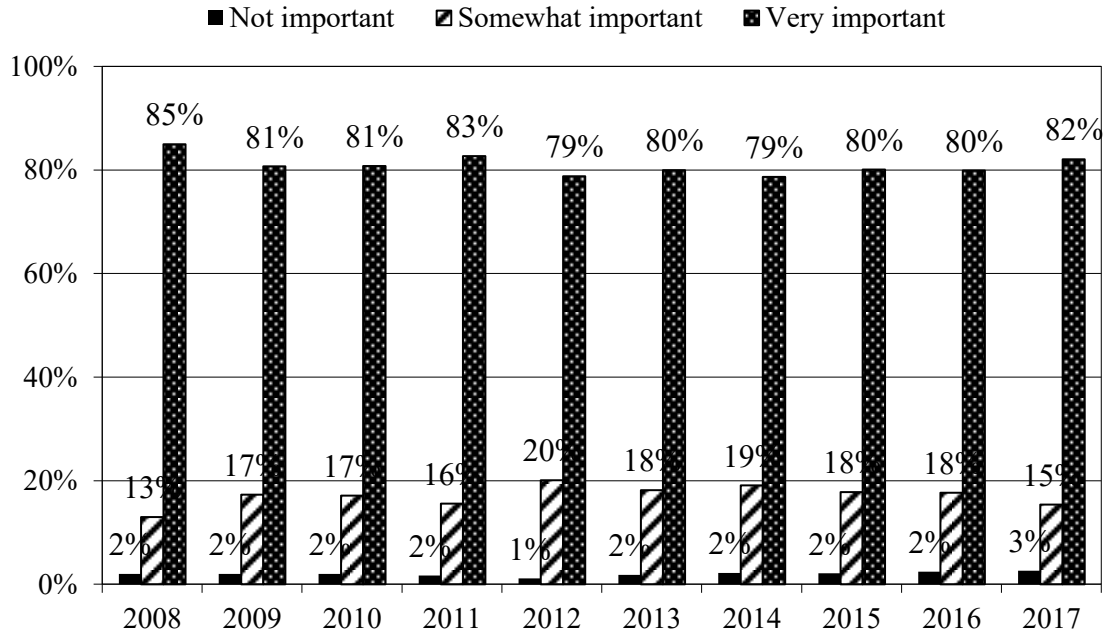 Not important Somewhat important Very important
100%
85% 81% 81% 83% 79% 80% 79% 80% 80% 82%
80%
60%
40%
13% 17% 17% 16% 20% 18% 19% 18% 18% 15%
20%
2% 2% 2% 2% 1% 2% 2% 2% 2% 3%
0%
2008 2009 2010 2011 2012 2013 2014 2015 2016 2017